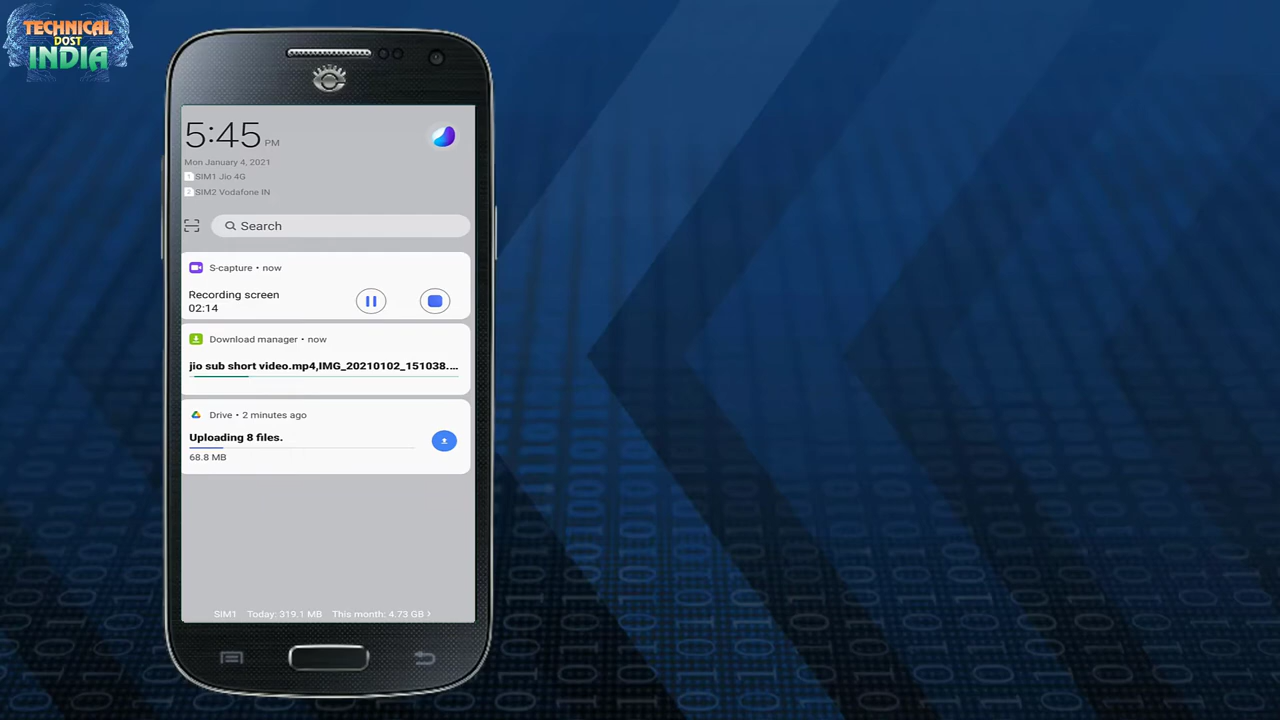 TECHNICAL
DOST
INDIA
5:45 PM
Mon January 4, 2021
1 SIM1 Jio 4G
2 SIM2 Vodafone IN
Search
S-capture • now
Recording screen
02:14
Download manager • now
jio sub short video.mp4,IMG_20210102_151038....
Drive • 2 minutes ago
Uploading 8 files.
68.8 MB
SIM1 Today: 319.1 MB This month: 4.73 GB >